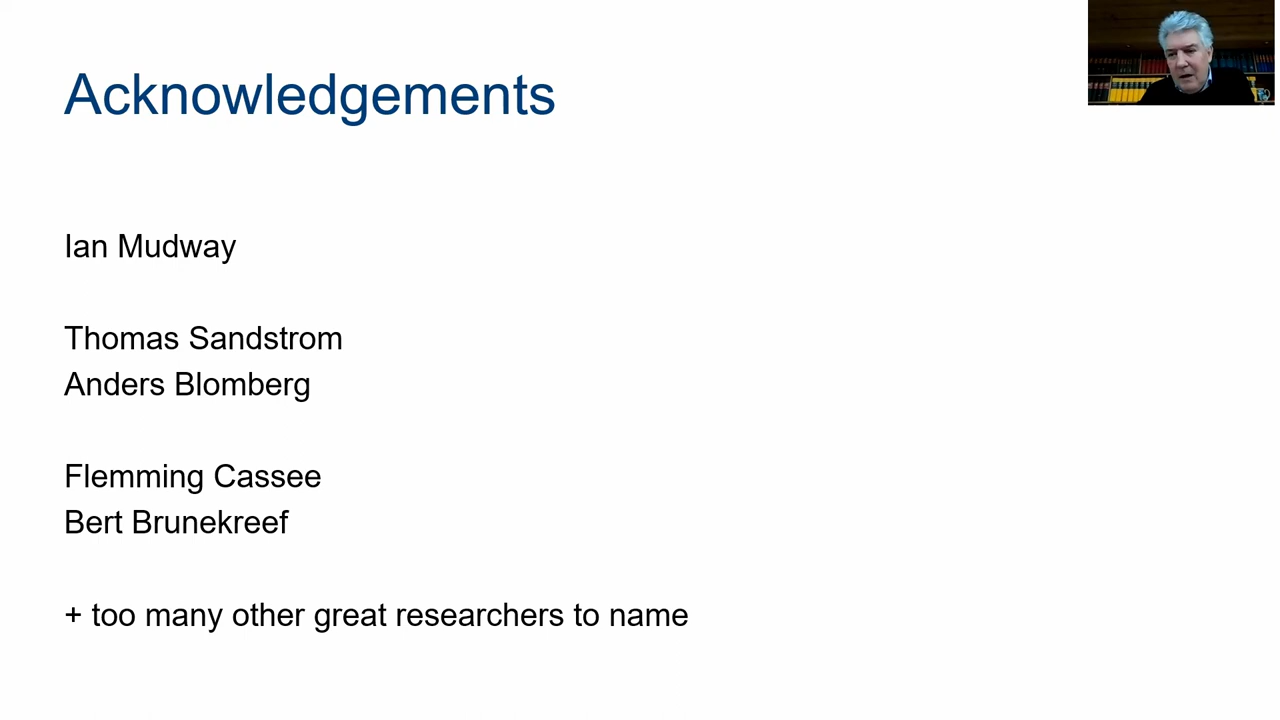 Acknowledgements
Ian Mudway
Thomas Sandstrom
Anders Blomberg
Flemming Cassee
Bert Brunekreef
+ too many other great researchers to name